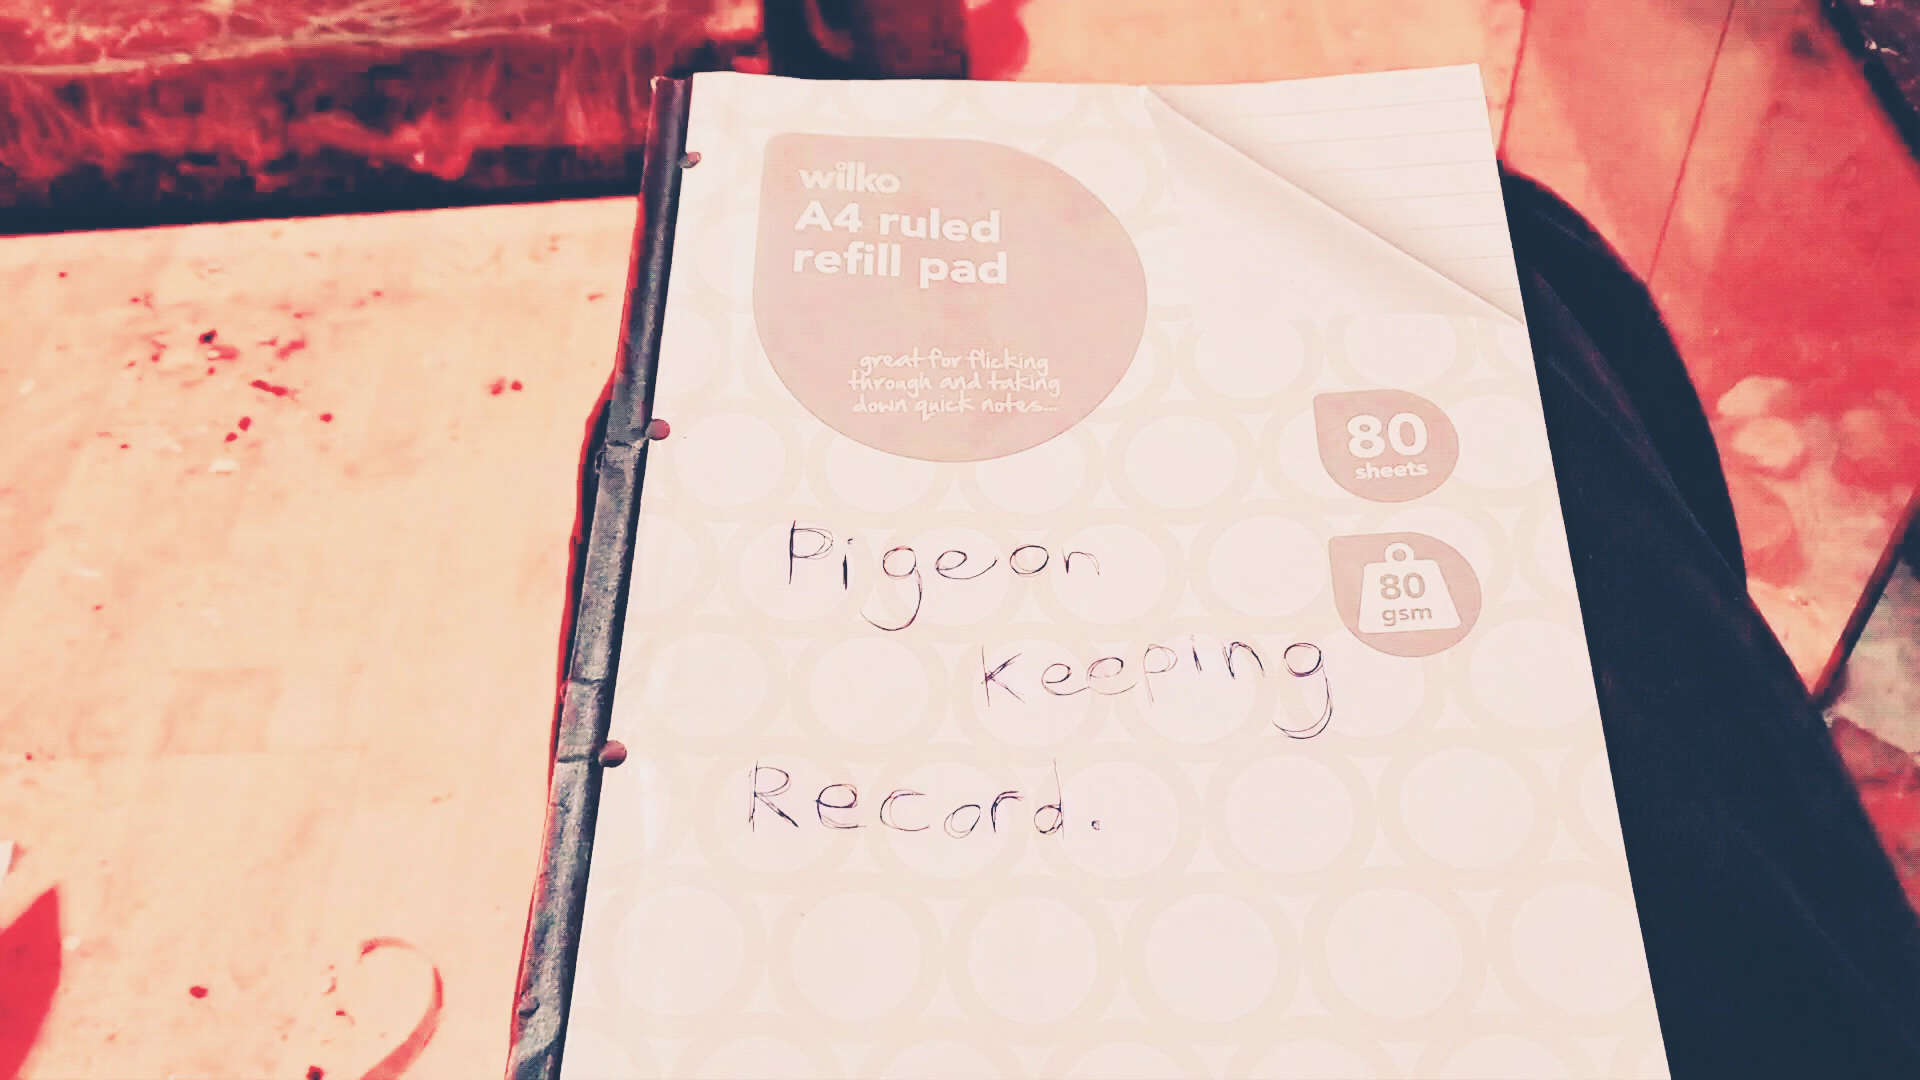 wilko
A4 ruled
refill pad
great for flicking
through and taking
down quick notes...
80
sheets
80
gsm
Pigeon
Keeping
Record.